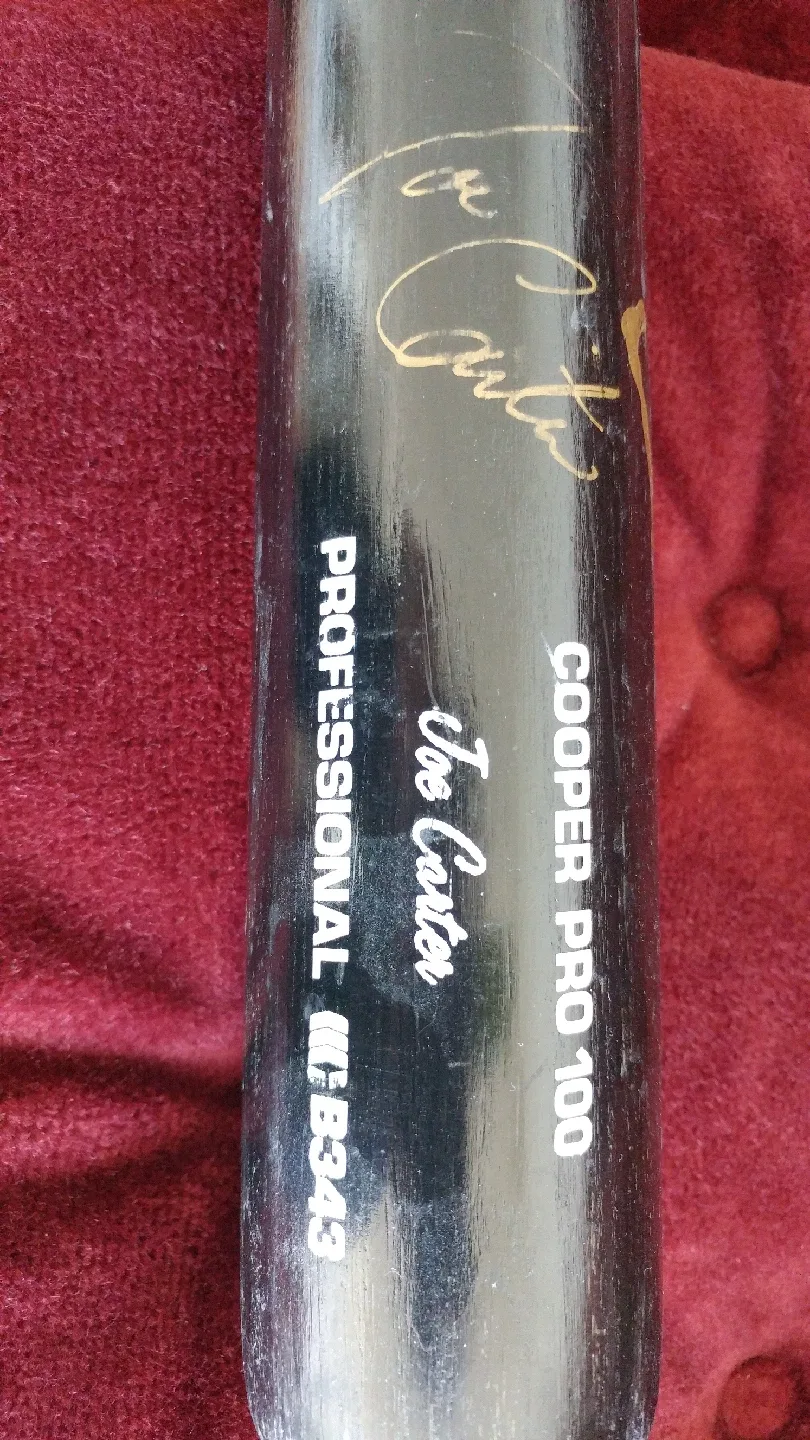 Joe Carter
COOPER PRO 100
Joe Carter
PROFESSIONAL B343